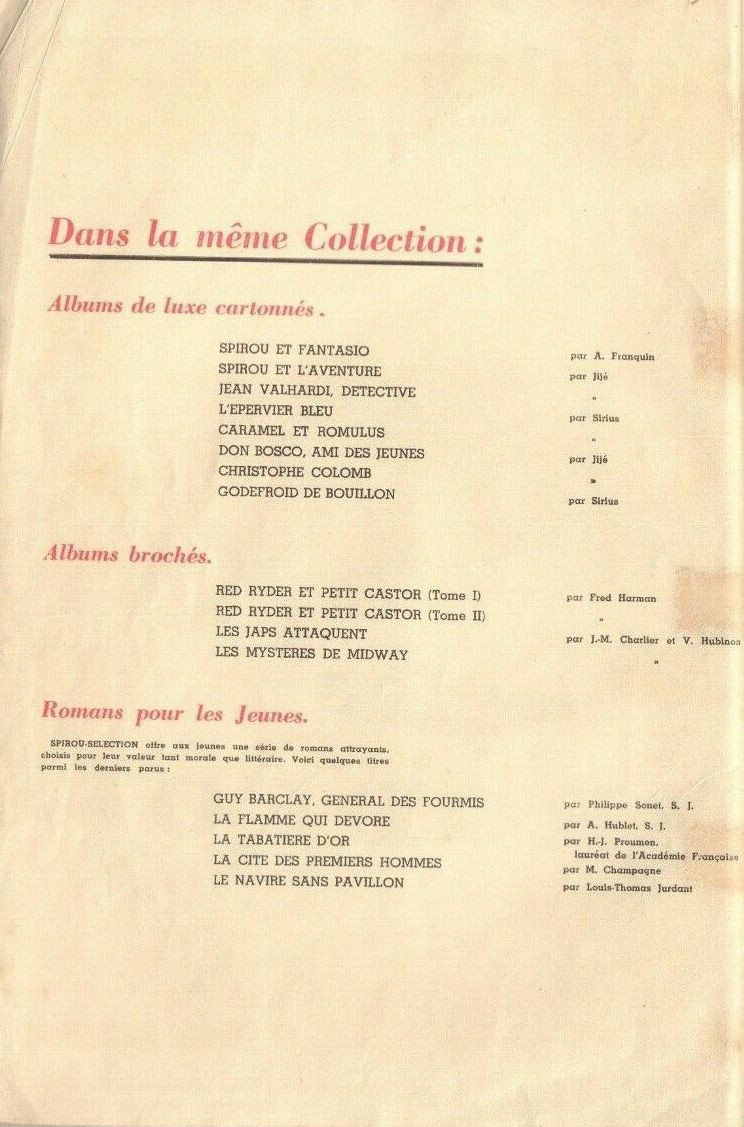 Dans la même Collection :
Albums de luxe cartonnés .
SPIROU ET FANTASIO par A. Franquin
SPIROU ET L'AVENTURE par Jijé
JEAN VALHARDI, DETECTIVE "
L'EPERVIER BLEU par Sirius
CARAMEL ET ROMULUS "
DON BOSCO, AMI DES JEUNES par Jijé
CHRISTOPHE COLOMB "
GODEFROID DE BOUILLON par Sirius
Albums brochés.
RED RYDER ET PETIT CASTOR (Tome I) par Fred Harman
RED RYDER ET PETIT CASTOR (Tome II) "
LES JAPS ATTAQUENT par J.-M. Charlier et V. Hubinon
LES MYSTERES DE MIDWAY "
Romans pour les Jeunes.
SPIROU-SELECTION offre aux jeunes une série de romans attrayants,
choisis pour leur valeur tant morale que littéraire. Voici quelques titres
parmi les derniers parus :
GUY BARCLAY, GENERAL DES FOURMIS par Philippe Sonet, S. J.
LA FLAMME QUI DEVORE par A. Hublet, S. J.
LA TABATIERE D'OR par H.-J. Proumen,
lauréat de l'Académie Française
LA CITE DES PREMIERS HOMMES par M. Champagne
LE NAVIRE SANS PAVILLON par Louis-Thomas Jurdant